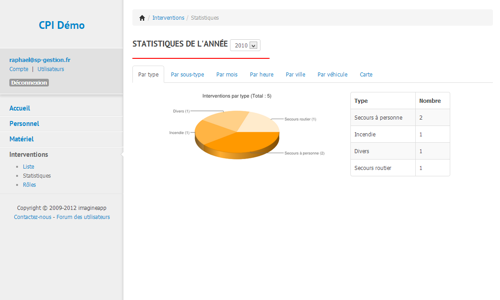 CPI Démo
raphael@sp-gestion.fr
Compte | Utilisateurs
Déconnexion
Accueil
Personnel
Matériel
Interventions
Liste
Statistiques
Rôles
Copyright © 2009-2012 imagineapp
Contactez-nous - Forum des utilisateurs
/ Interventions / Statistiques
STATISTIQUES DE L'ANNÉE 2010
Par type Par sous-type Par mois Par heure Par ville Par véhicule Carte
Interventions par type (Total : 5)
Divers (1)
Secours routier (1)
Incendie (1)
Secours à personne (2)
Type Nombre
Secours à personne 2
Incendie 1
Divers 1
Secours routier 1